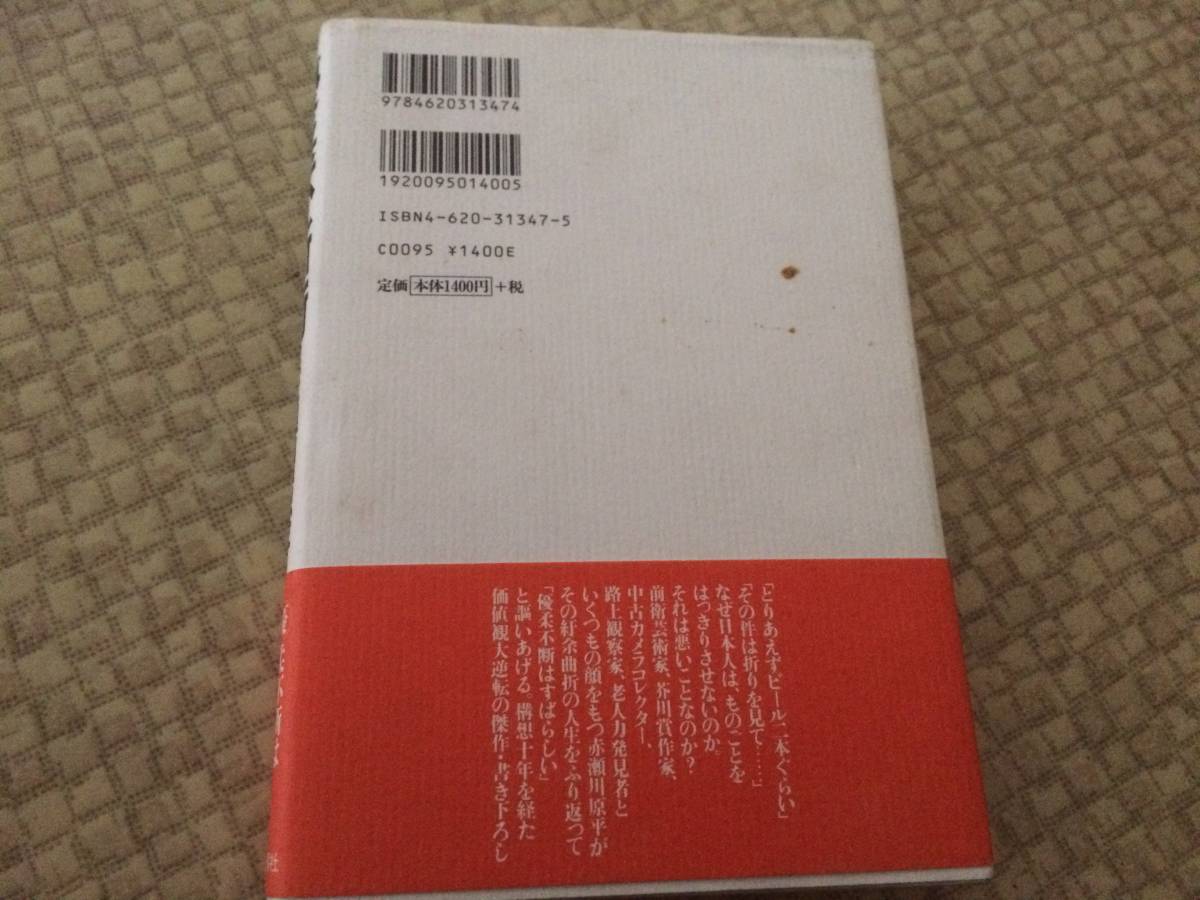 9784620313474
1920095014005
ISBN4-620-31347-5
C0095 ¥1400E
定価 本体1400円 +税
「とりあえずビール、二本ぐらい」
「その件は折りを見て……」
なぜ日本人は、ものごとを
はっきりさせないのか。
それは悪いことなのか?
前衛芸術家、芥川賞作家、
中古カメラコレクター、
路上観察家、老人力発見者と
いくつもの顔をもつ赤瀬川原平が
その紆余曲折の人生をふり返って
「優柔不断はすばらしい」
と謳いあげる。構想十年を経た
価値観大逆転の傑作・書き下ろし
社